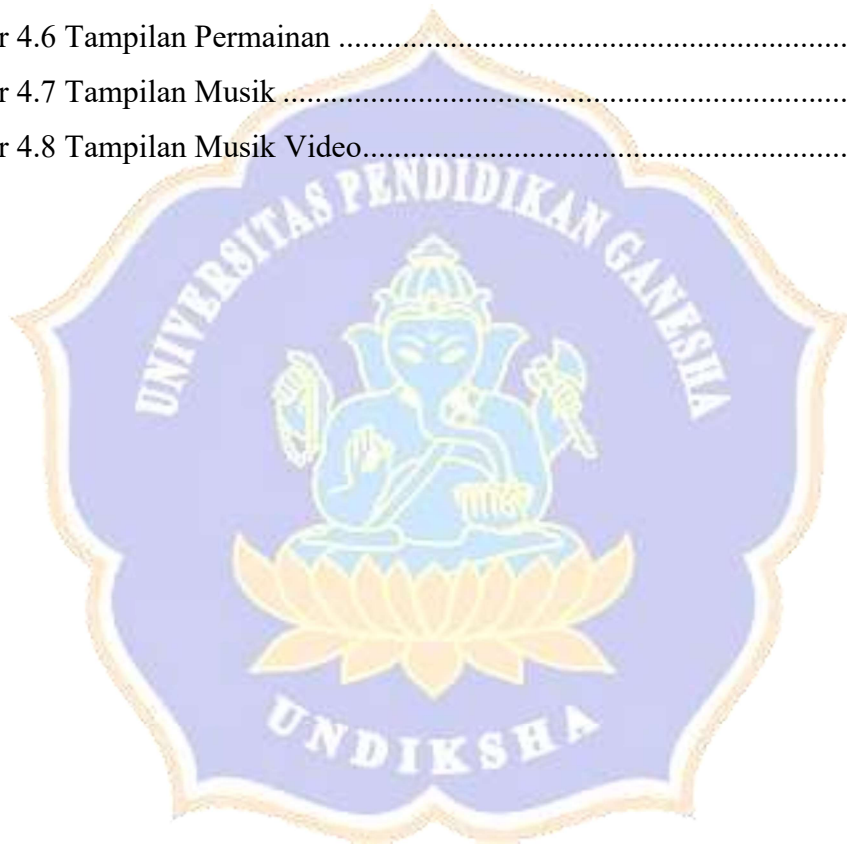 r 4.6 Tampilan Permainan ................................................................
r 4.7 Tampilan Musik .......................................................................
r 4.8 Tampilan Musik Video.............................................................
UNIVERSITAS PENDIDIKAN GANESHA
UNDIKSHA